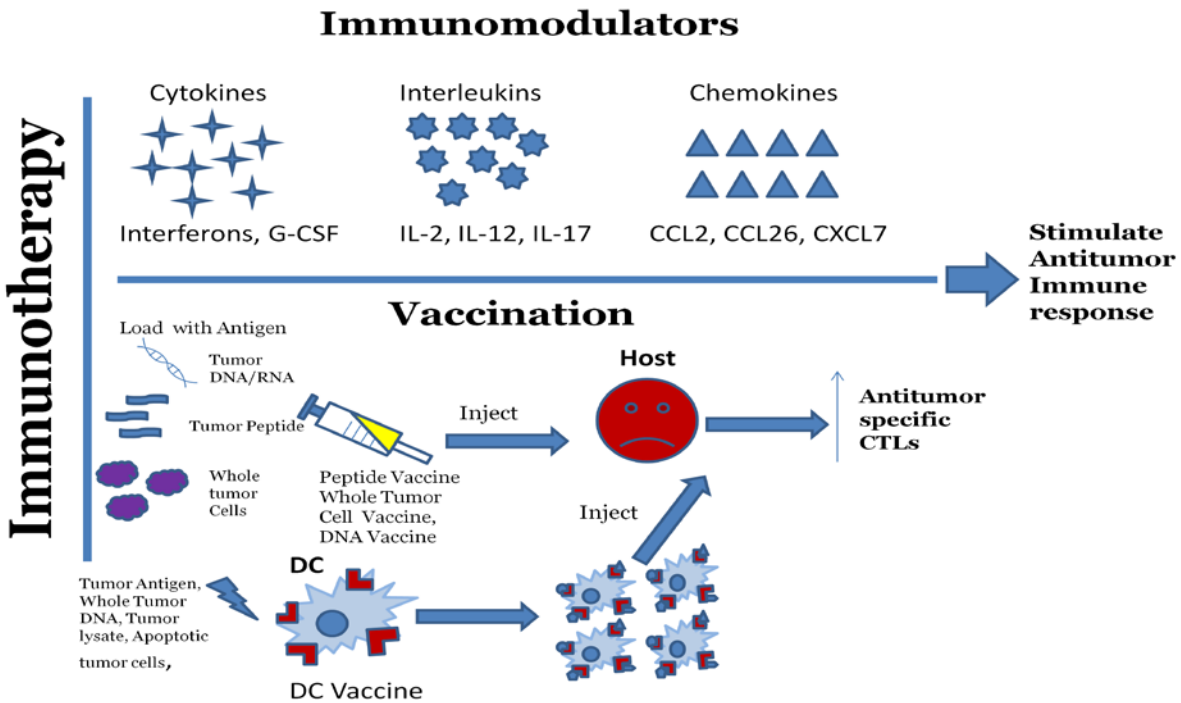 Immunomodulators
Immunotherapy
Cytokines
Interleukins
Chemokines
Interferons, G-CSF
IL-2, IL-12, IL-17
CCL2, CCL26, CXCL7
Stimulate
Antitumor
Immune
response
Vaccination
Load with Antigen
Tumor
DNA/RNA
Tumor Peptide
Whole
tumor
Cells
Peptide Vaccine
Whole Tumor
Cell Vaccine,
DNA Vaccine
Inject
Host
Antitumor
specific
CTLs
Inject
Tumor Antigen,
Whole Tumor
DNA, Tumor
lysate, Apoptotic
tumor cells,
DC
DC Vaccine